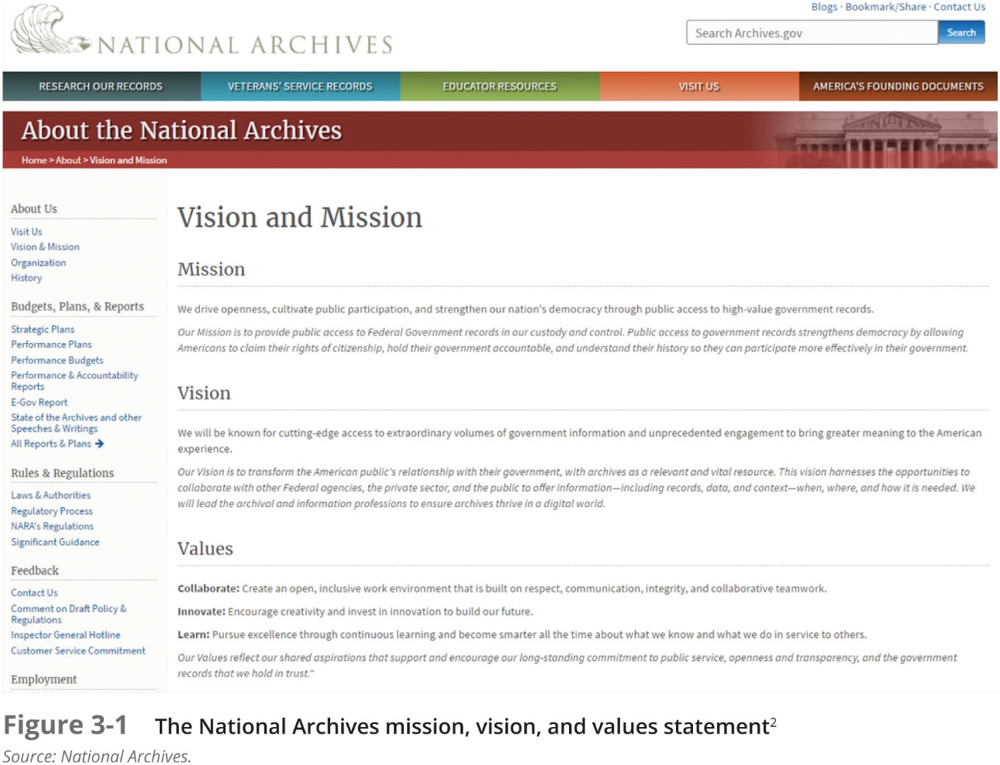 Blogs · Bookmark/Share · Contact Us
NATIONAL ARCHIVES
Search Archives.gov
Search
RESEARCH OUR RECORDS
VETERANS' SERVICE RECORDS
EDUCATOR RESOURCES
VISIT US
AMERICA'S FOUNDING DOCUMENTS
About the National Archives
Home > About > Vision and Mission
About Us
Visit Us
Vision & Mission
Organization
History
Budgets, Plans, & Reports
Strategic Plans
Performance Plans
Performance Budgets
Performance & Accountability
Reports
E-Gov Report
State of the Archives and other
Speeches & Writings
All Reports & Plans →
Rules & Regulations
Laws & Authorities
Regulatory Process
NARA's Regulations
Significant Guidance
Feedback
Contact Us
Comment on Draft Policy &
Regulations
Inspector General Hotline
Customer Service Commitment
Employment
Vision and Mission
Mission
We drive openness, cultivate public participation, and strengthen our nation's democracy through public access to high-value government records.
Our Mission is to provide public access to Federal Government records in our custody and control. Public access to government records strengthens democracy by allowing
Americans to claim their rights of citizenship, hold their government accountable, and understand their history so they can participate more effectively in their government.
Vision
We will be known for cutting-edge access to extraordinary volumes of government information and unprecedented engagement to bring greater meaning to the American
experience.
Our Vision is to transform the American public's relationship with their government, with archives as a relevant and vital resource. This vision harnesses the opportunities to
collaborate with other Federal agencies, the private sector, and the public to offer information—including records, data, and context—when, where, and how it is needed. We
will lead the archival and information professions to ensure archives thrive in a digital world.
Values
Collaborate: Create an open, inclusive work environment that is built on respect, communication, integrity, and collaborative teamwork.
Innovate: Encourage creativity and invest in innovation to build our future.
Learn: Pursue excellence through continuous learning and become smarter all the time about what we know and what we do in service to others.
Our Values reflect our shared aspirations that support and encourage our long-standing commitment to public service, openness and transparency, and the government
records that we hold in trust."
Figure 3-1 The National Archives mission, vision, and values statement²
Source: National Archives.